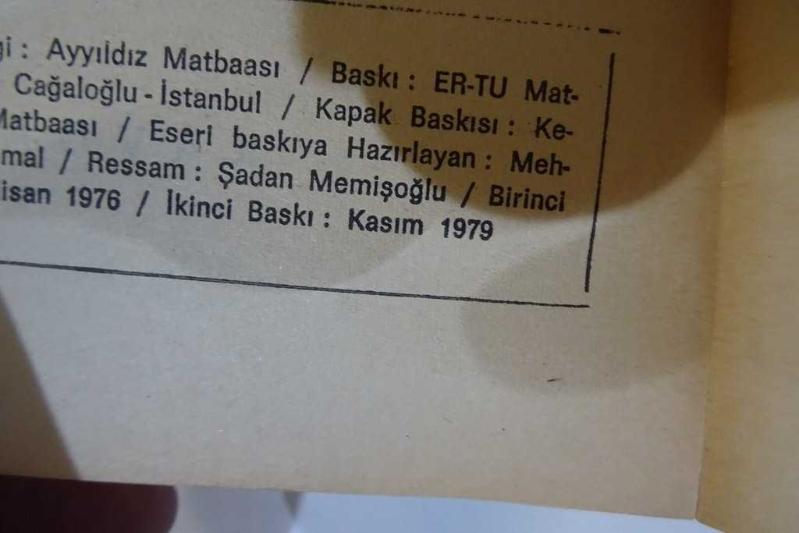 gi : Ayyıldız Matbaası / Baskı : ER-TU Mat-
Cağaloğlu - İstanbul / Kapak Baskısı : Ke-
Matbaası / Eseri baskıya Hazırlayan : Meh-
mal / Ressam : Şadan Memişoğlu / Birinci
isan 1976 / İkinci Baskı : Kasım 1979